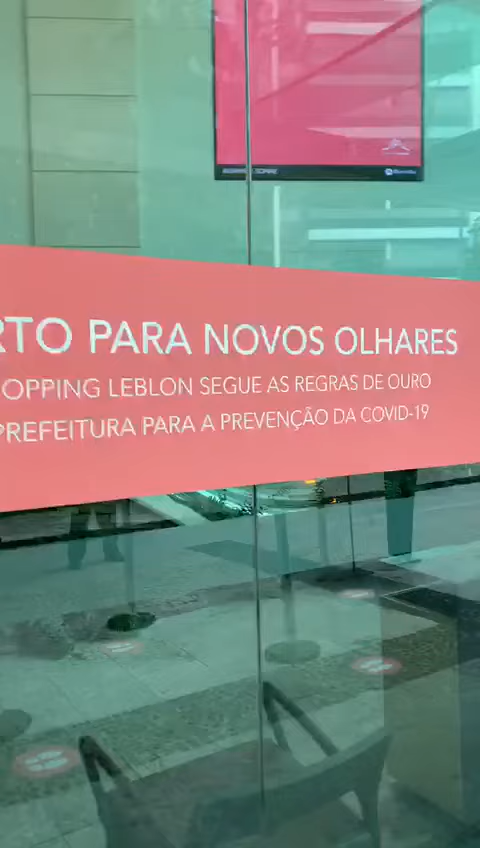 RTO PARA NOVOS OLHARES
OPPING LEBLON SEGUE AS REGRAS DE OURO
PREFEITURA PARA A PREVENÇÃO DA COVID-19